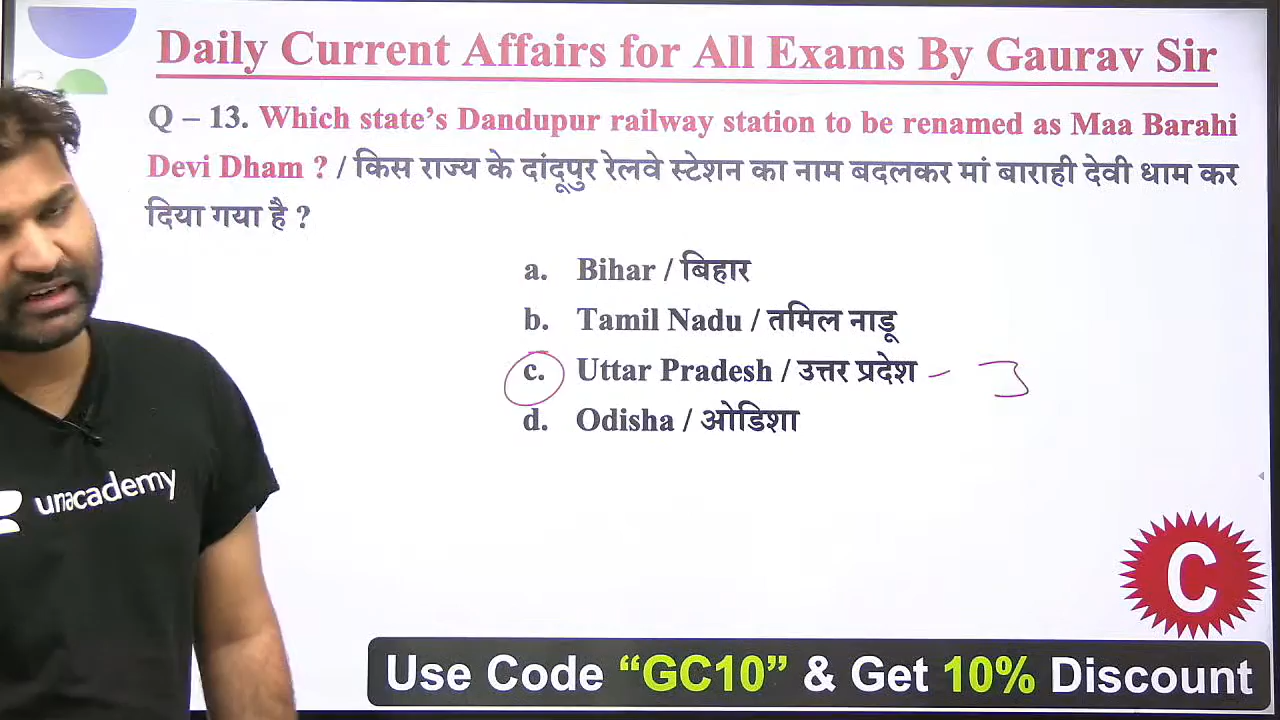 Daily Current Affairs for All Exams By Gaurav Sir
Q – 13. Which state’s Dandupur railway station to be renamed as Maa Barahi
Devi Dham ? / किस राज्य के दांदूपुर रेलवे स्टेशन का नाम बदलकर मां बाराही देवी धाम कर
दिया गया है ?
a. Bihar / बिहार
b. Tamil Nadu / तमिल नाडू
c. Uttar Pradesh / उत्तर प्रदेश – 3
d. Odisha / ओडिशा
unacademy
C
Use Code “GC10” & Get 10% Discount